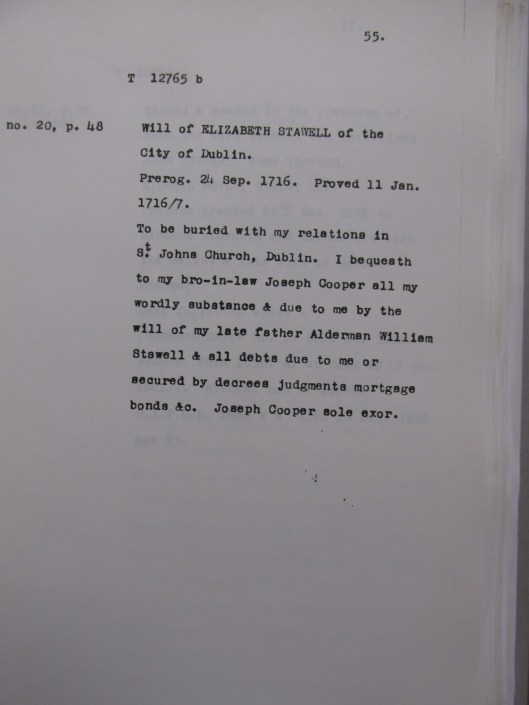 55.
T 12765 b
no. 20, p. 48 Will of ELIZABETH STAWELL of the
City of Dublin.
Prerog. 24 Sep. 1716. Proved 11 Jan.
1716/7.
To be buried with my relations in
St. Johns Church, Dublin. I bequeath
to my bro-in-law Joseph Cooper all my
wordly substance & due to me by the
will of my late father Alderman William
Stawell & all debts due to me or
secured by decrees judgments mortgage
bonds &c. Joseph Cooper sole exor.